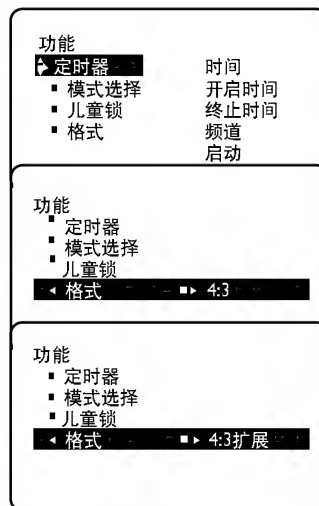 功能
定时器 时间
模式选择 开启时间
儿童锁 终止时间
格式 频道
启动
功能
定时器
模式选择
儿童锁
格式 4:3
功能
定时器
模式选择
儿童锁
格式 4:3扩展